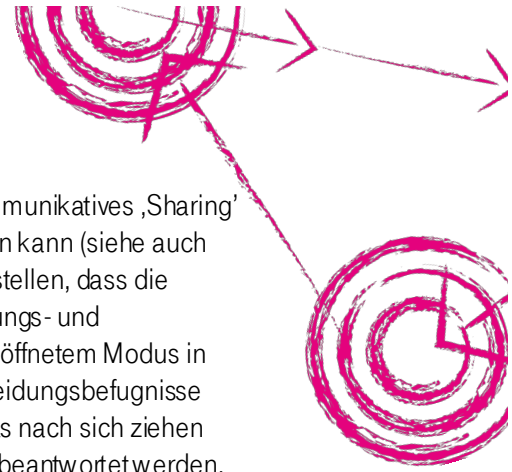 munikatives ‚Sharing'
n kann (siehe auch
stellen, dass die
ungs- und
öffnetem Modus in
eidungsbefugnisse
s nach sich ziehen
beantwortet werden.